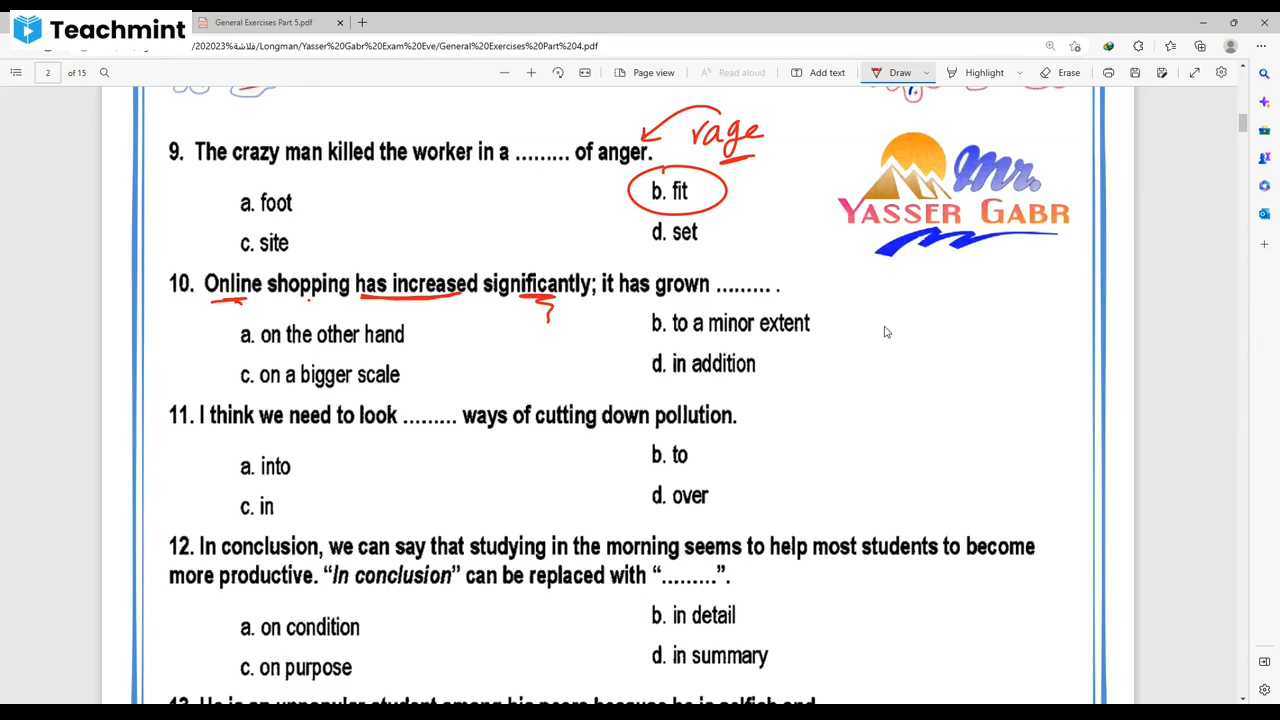 Teachmint
General Exercises Part 5.pdf
/202023فلاشة/Longman/Yasser%20Gabr%20Exam%20Eve/General%20Exercises%20Part%204.pdf
2 of 15
Page view
Read aloud
Add text
Draw
Highlight
Erase
rage
9. The crazy man killed the worker in a ......... of anger.
a. foot
b. fit
c. site
d. set
Mr.
YASSER GABR
10. Online shopping has increased significantly; it has grown ......... .
a. on the other hand
b. to a minor extent
c. on a bigger scale
d. in addition
11. I think we need to look ......... ways of cutting down pollution.
a. into
b. to
c. in
d. over
12. In conclusion, we can say that studying in the morning seems to help most students to become
more productive. “In conclusion” can be replaced with “.........”.
a. on condition
b. in detail
c. on purpose
d. in summary